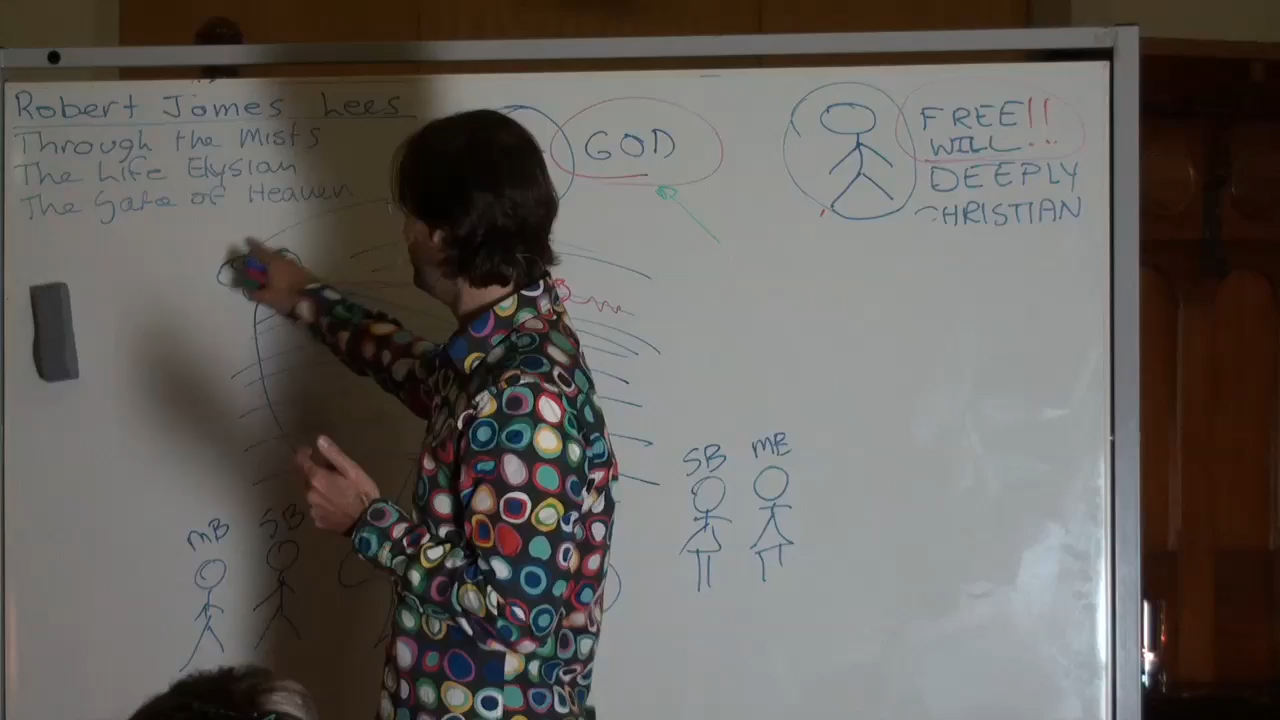 Robert James Lees
Through the Mists
The Life Elysian
The Gate of Heaven
GOD
FREE!!
WILL...
DEEPLY
CHRISTIAN
SB MB
MB SB